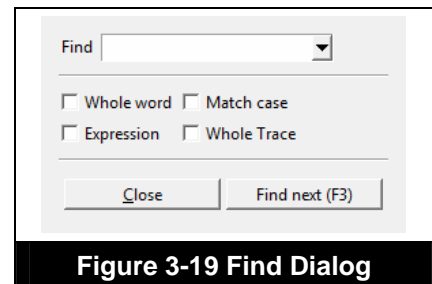 Find
Whole word Match case
Expression Whole Trace
Close Find next (F3)
Figure 3-19 Find Dialog